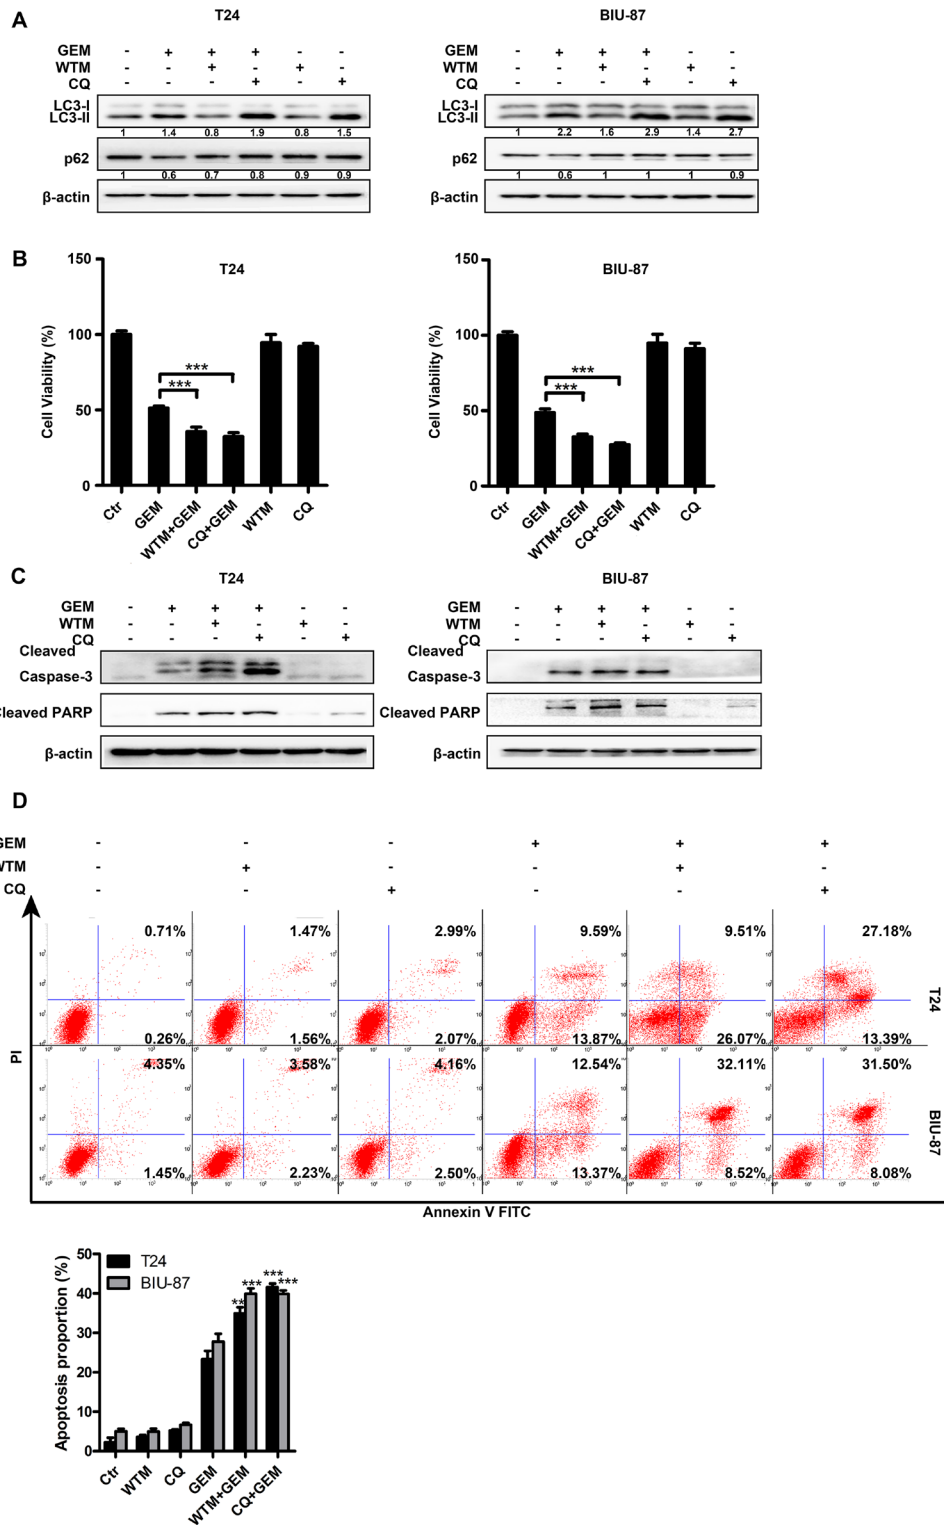 A
T24
BIU-87
GEM - + + + - -
WTM - - + - + -
CQ - - - + - +
LC3-I
LC3-II
1 1.4 0.8 1.9 0.8 1.5
p62
1 0.6 0.7 0.8 0.9 0.9
β-actin
GEM - + + + - -
WTM - - + - + -
CQ - - - + - +
LC3-I
LC3-II
1 2.2 1.6 2.9 1.4 2.7
p62
1 0.6 1 1 1 0.9
β-actin
B
T24
Cell Viability (%)
150
100
50
0
***
***
Ctr GEM WTM+GEM CQ+GEM WTM CQ
BIU-87
Cell Viability (%)
150
100
50
0
***
***
Ctr GEM WTM+GEM CQ+GEM WTM CQ
C
T24
GEM - + + + - -
WTM - - + - + -
CQ - - - + - +
Cleaved
Caspase-3
Cleaved PARP
β-actin
BIU-87
GEM - + + + - -
WTM - - + - + -
CQ - - - + - +
Cleaved
Caspase-3
Cleaved PARP
β-actin
D
GEM - - - + + +
WTM - + - - + -
CQ - - + - - +
0.71% 1.47% 2.99% 9.59% 9.51% 27.18%
T24
0.26% 1.56% 2.07% 13.87% 26.07% 13.39%
PI
4.35% 3.58% 4.16% 12.54% 32.11% 31.50%
BIU-87
1.45% 2.23% 2.50% 13.37% 8.52% 8.08%
Annexin V FITC
Apoptosis proportion (%)
50
40
30
20
10
0
T24
BIU-87
** *** *** ***
Ctr WTM CQ GEM WTM+GEM CQ+GEM